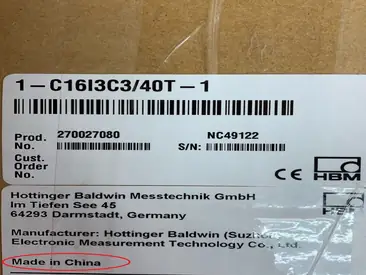 1-C16I3C3/40T-1
Prod. No.: 270027080 S/N: NC49122
Cust. Order No.:
CE HBM
Hottinger Baldwin Messtechnik GmbH
Im Tiefen See 45
64293 Darmstadt, Germany
Manufacturer: Hottinger Baldwin
Electronic Measurement Technology Co., Ltd.
Made in China